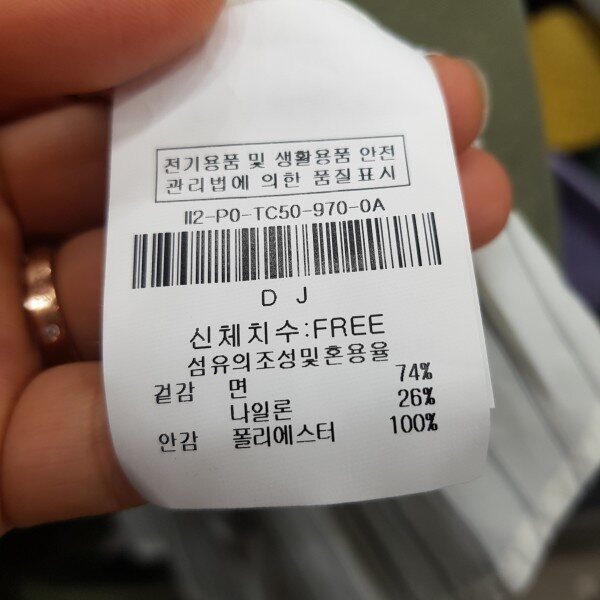 전기용품 및 생활용품 안전
관리법에 의한 품질표시
II2-P0-TC50-970-0A
D J
신체치수:FREE
섬유의조성및혼용율
겉감 면 74%
나일론 26%
안감 폴리에스터 100%